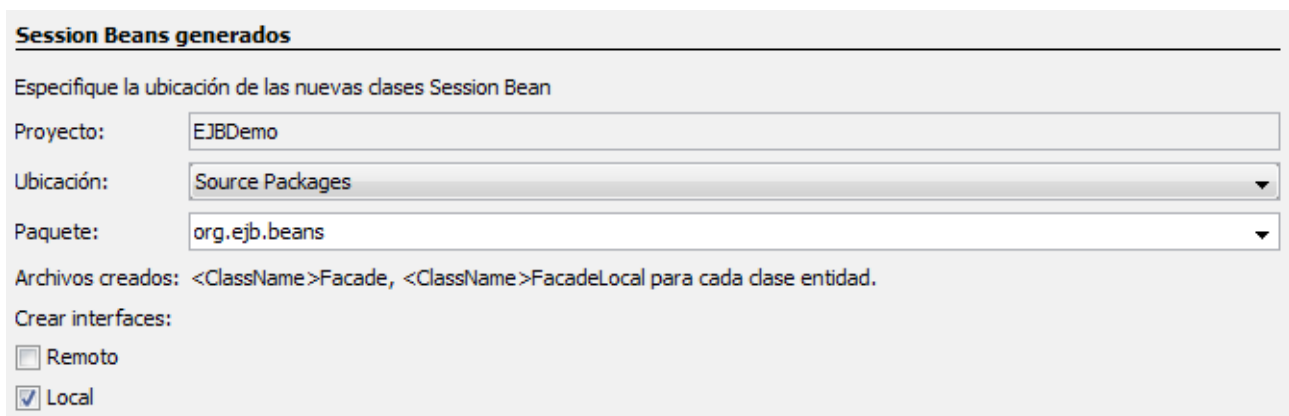 Session Beans generados
Especifique la ubicación de las nuevas clases Session Bean
Proyecto: EJBDemo
Ubicación: Source Packages
Paquete: org.ejb.beans
Archivos creados: <ClassName>Facade, <ClassName>FacadeLocal para cada clase entidad.
Crear interfaces:
Remoto
Local